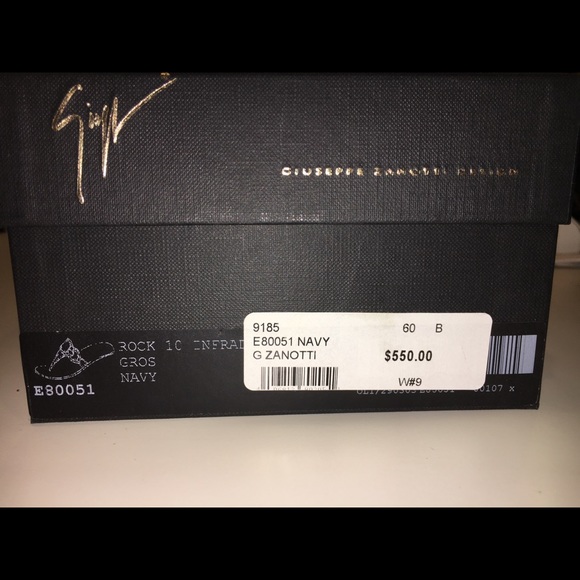 GIUSEPPE ZANOTTI DESIGN
9185 60 B
E80051 NAVY
G ZANOTTI $550.00
W#9
ROCK 10 INFRAD
GROS
NAVY
E80051